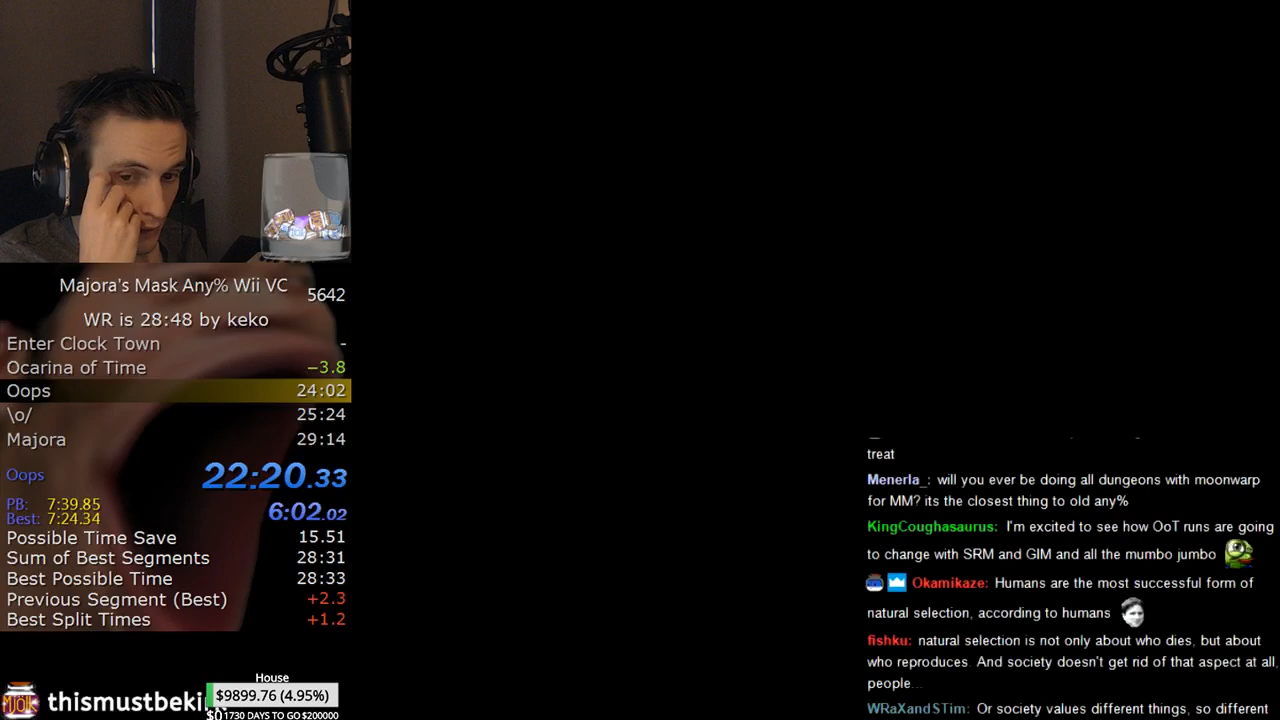 Majora's Mask Any% Wii VC
5642
WR is 28:48 by keko
Enter Clock Town -
Ocarina of Time −3.8
Oops 24:02
\o/ 25:24
Majora 29:14
Oops 22:20.33
PB: 7:39.85
Best: 7:24.34
6:02.02
Possible Time Save 15.51
Sum of Best Segments 28:31
Best Possible Time 28:33
Previous Segment (Best) +2.3
Best Split Times +1.2
House
$9899.76 (4.95%)
$0 1730 DAYS TO GO $200000
MJÖLK
treat
Menerla_: will you ever be doing all dungeons with moonwarp
for MM? its the closest thing to old any%
KingCoughasaurus: I'm excited to see how OoT runs are going
to change with SRM and GIM and all the mumbo jumbo
Okamikaze: Humans are the most successful form of
natural selection, according to humans
fishku: natural selection is not only about who dies, but about
who reproduces. And society doesn't get rid of that aspect at all,
people...
WRaXandSTim: Or society values different things, so different